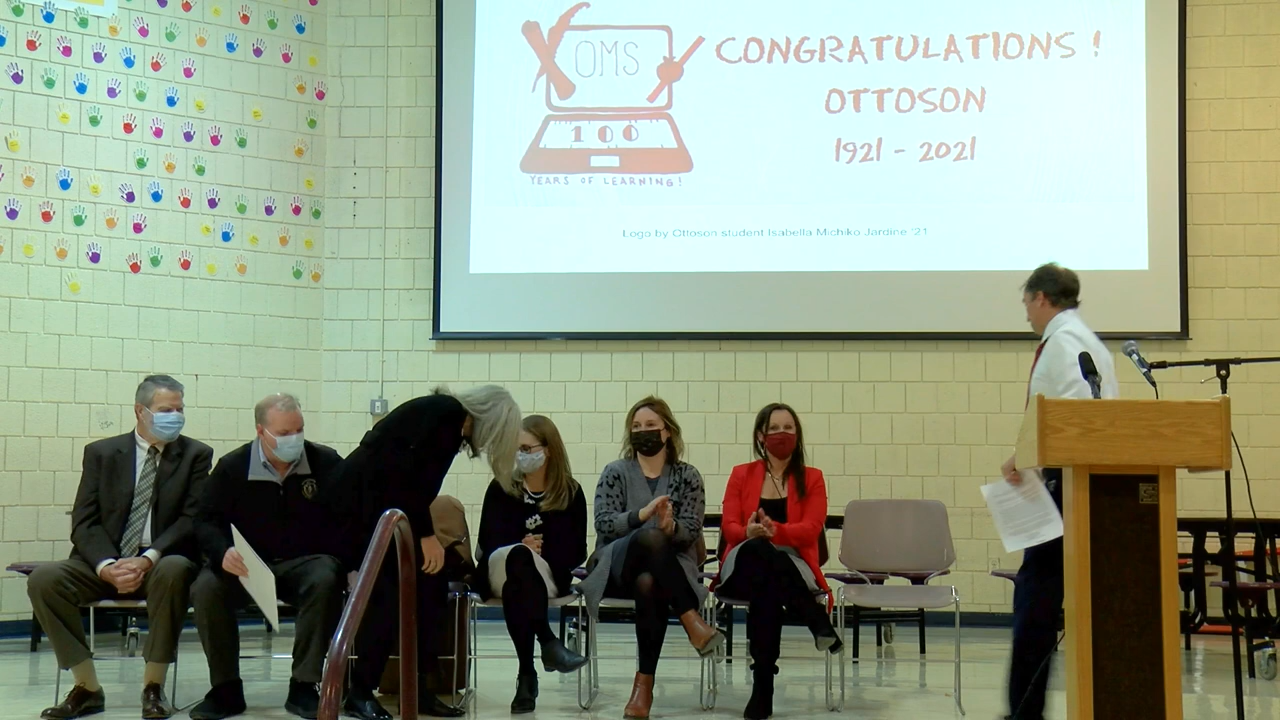 OMS
100
YEARS OF LEARNING!
CONGRATULATIONS !
OTTOSON
1921 - 2021
Logo by Ottoson student Isabella Michiko Jardine '21